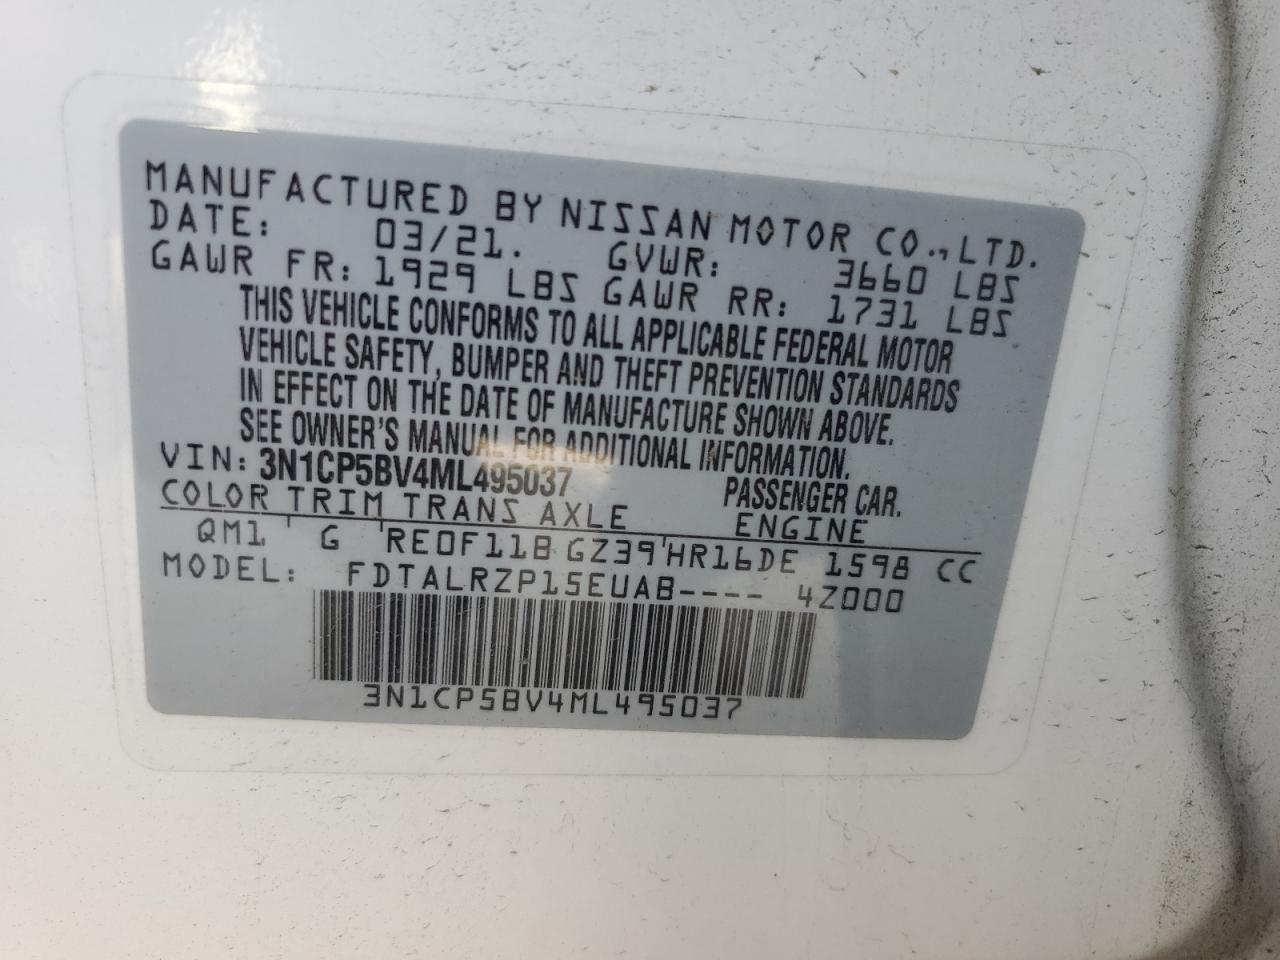 MANUFACTURED BY NISSAN MOTOR CO., LTD.
DATE: 03/21. GVWR: 3660 LBS
GAWR FR: 1929 LBS GAWR RR: 1731 LBS
THIS VEHICLE CONFORMS TO ALL APPLICABLE FEDERAL MOTOR
VEHICLE SAFETY, BUMPER AND THEFT PREVENTION STANDARDS
IN EFFECT ON THE DATE OF MANUFACTURE SHOWN ABOVE.
SEE OWNER'S MANUAL FOR ADDITIONAL INFORMATION.
VIN: 3N1CP5BV4ML495037 PASSENGER CAR.
COLOR TRIM TRANS AXLE ENGINE
QM1 G RE0F11B GZ39 HR16DE 1598 CC
MODEL: FDTALRZP15EUAB---- 4Z000
3N1CP5BV4ML495037